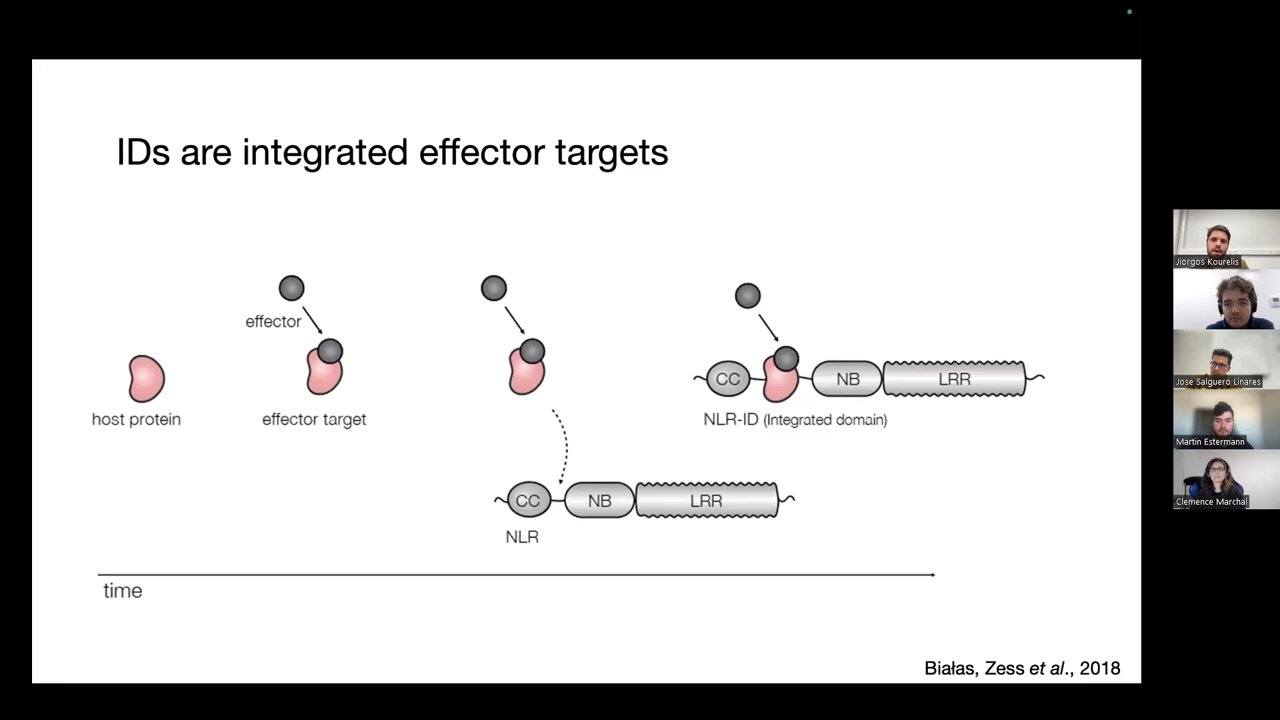 IDs are integrated effector targets
effector
host protein
effector target
CC
NB
LRR
NLR-ID (Integrated domain)
CC
NB
LRR
NLR
time
Białas, Zess et al., 2018
Jiorgos Kourelis
Jose Salguero Linares
Martin Estermann
Clemence Marchal